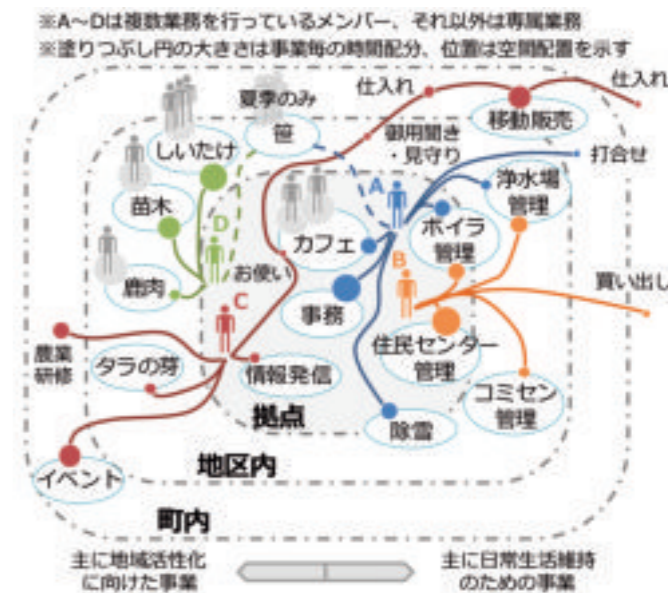 ※A～Dは複数業務を行っているメンバー、それ以外は専属業務
※塗りつぶし円の大きさは事業毎の時間配分、位置は空間配置を示す
夏季のみ
仕入れ
仕入れ
しいたけ
笹
御用聞き
・見守り
移動販売
打合せ
苗木
D
A
浄水場
管理
カフェ
ボイラ
管理
鹿肉
お使い
B
買い出し
C
事務
農業
研修
タラの芽
情報発信
住民センター
管理
コミセン
管理
拠点
除雪
地区内
イベント
町内
主に地域活性化
に向けた事業
主に日常生活維持
のための事業